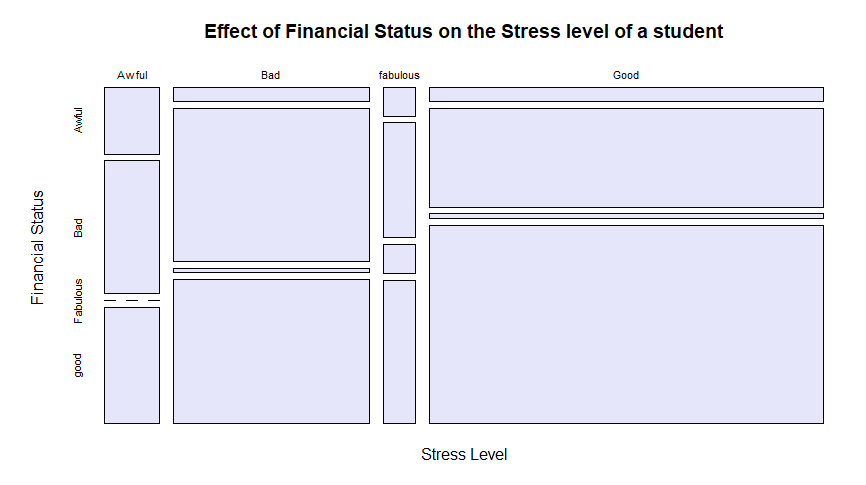 Effect of Financial Status on the Stress level of a student
Awful Bad fabulous Good
Awful
Bad
Fabulous
good
Financial Status
Stress Level